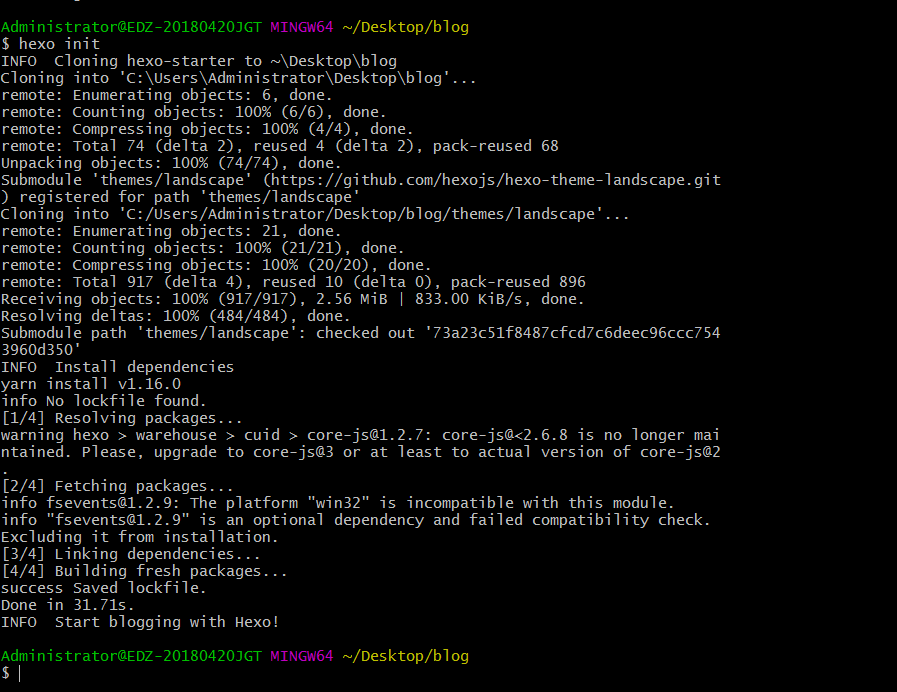 Administrator@EDZ-20180420JGT MINGW64 ~/Desktop/blog
$ hexo init
INFO  Cloning hexo-starter to ~\Desktop\blog
Cloning into 'C:\Users\Administrator\Desktop\blog'...
remote: Enumerating objects: 6, done.
remote: Counting objects: 100% (6/6), done.
remote: Compressing objects: 100% (4/4), done.
remote: Total 74 (delta 2), reused 4 (delta 2), pack-reused 68
Unpacking objects: 100% (74/74), done.
Submodule 'themes/landscape' (https://github.com/hexojs/hexo-theme-landscape.git
) registered for path 'themes/landscape'
Cloning into 'C:/Users/Administrator/Desktop/blog/themes/landscape'...
remote: Enumerating objects: 21, done.
remote: Counting objects: 100% (21/21), done.
remote: Compressing objects: 100% (20/20), done.
remote: Total 917 (delta 4), reused 10 (delta 0), pack-reused 896
Receiving objects: 100% (917/917), 2.56 MiB | 833.00 KiB/s, done.
Resolving deltas: 100% (484/484), done.
Submodule path 'themes/landscape': checked out '73a23c51f8487cfcd7c6deec96ccc754
3960d350'
INFO  Install dependencies
yarn install v1.16.0
info No lockfile found.
[1/4] Resolving packages...
warning hexo > warehouse > cuid > core-js@1.2.7: core-js@<2.6.8 is no longer mai
ntained. Please, upgrade to core-js@3 or at least to actual version of core-js@2
.
[2/4] Fetching packages...
info fsevents@1.2.9: The platform "win32" is incompatible with this module.
info "fsevents@1.2.9" is an optional dependency and failed compatibility check.
Excluding it from installation.
[3/4] Linking dependencies...
[4/4] Building fresh packages...
success Saved lockfile.
Done in 31.71s.
INFO  Start blogging with Hexo!
Administrator@EDZ-20180420JGT MINGW64 ~/Desktop/blog
$